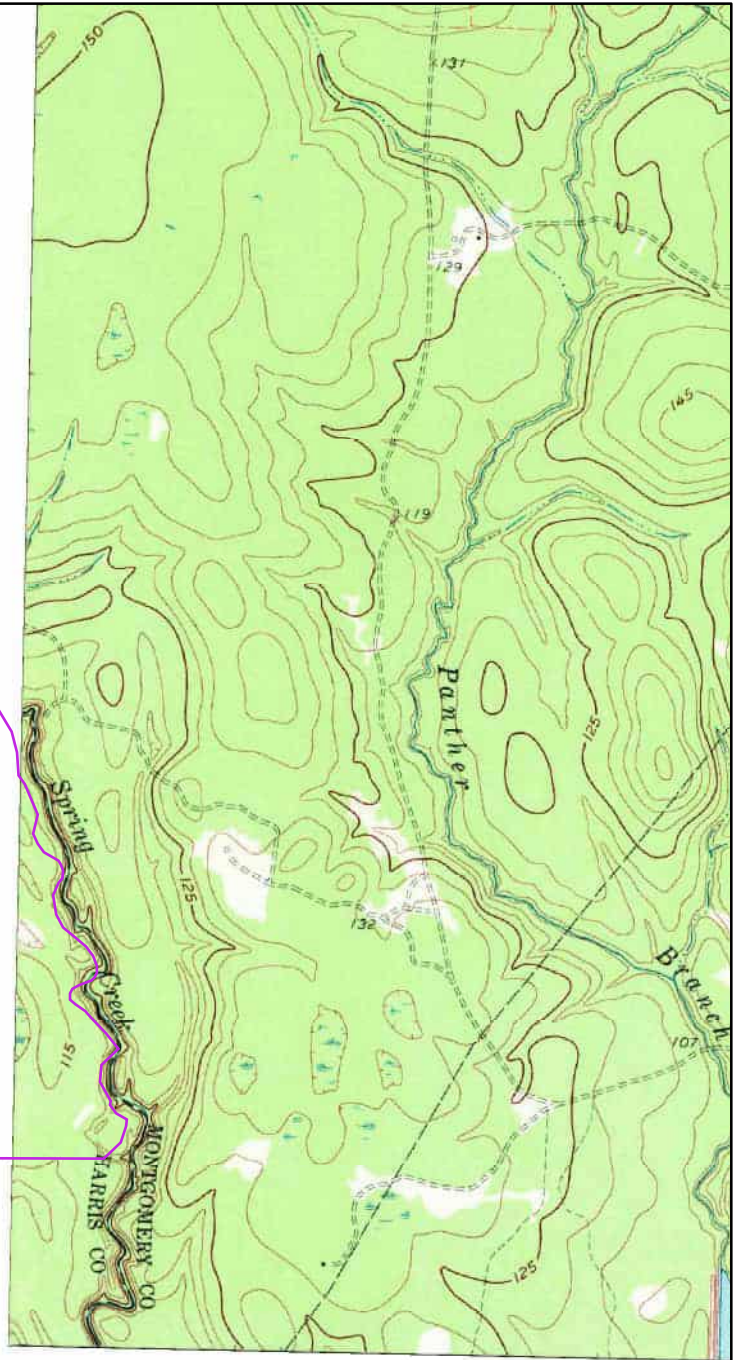 150
131
129
145
119
Panther
125
Spring
125
132
Branch
Creek
107
115
MONTGOMERY CO
HARRIS CO
125